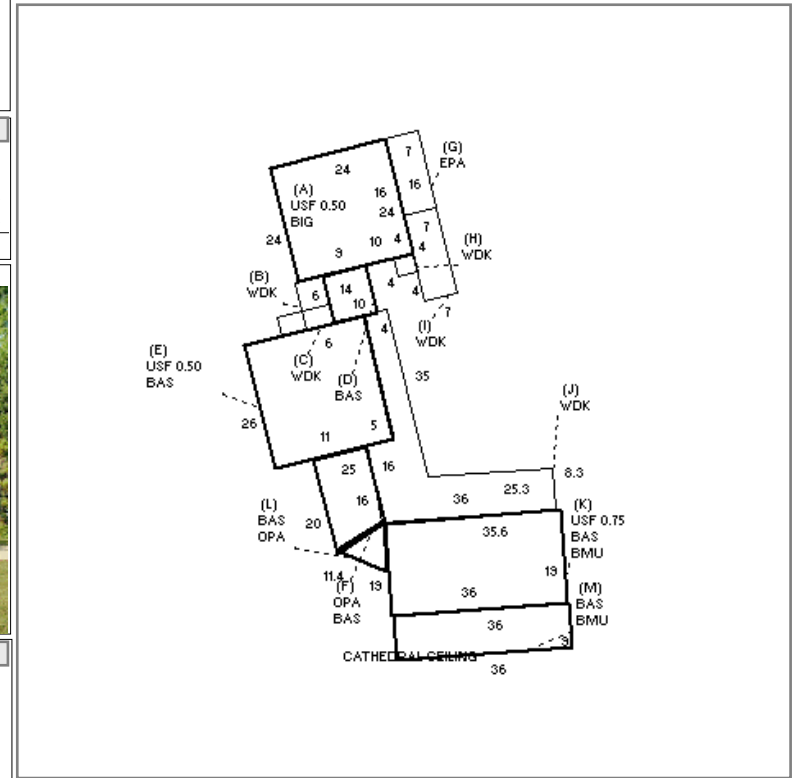 7
(G)
EPA
24
(A)
USF 0.50
BIG
16
16
24
7
24
10
4
4
(H)
WDK
9
(B)
WDK
6
14
4
4
10
7
(I)
WDK
4
6
(E)
USF 0.50
BAS
(C)
WDK
(D)
BAS
35
(J)
WDK
26
11
5
25
16
8.3
36
25.3
(L)
BAS
OPA
16
20
(K)
USF 0.75
BAS
BMU
35.6
11.4
(F)
OPA
BAS
19
19
36
(M)
BAS
BMU
36
CATHEDRAL CEILING
36